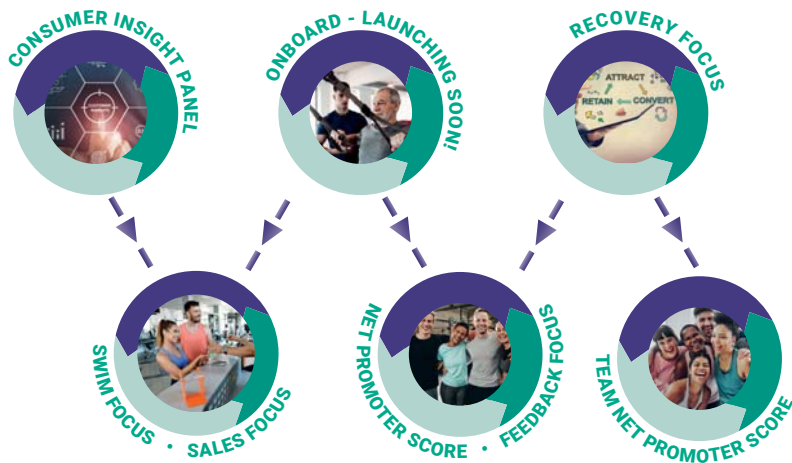 CONSUMER INSIGHT PANEL
ONBOARD - LAUNCHING SOON!
RECOVERY FOCUS
ATTRACT
RETAIN
CONVERT
SWIM FOCUS • SALES FOCUS
NET PROMOTER SCORE • FEEDBACK FOCUS
TEAM NET PROMOTER SCORE